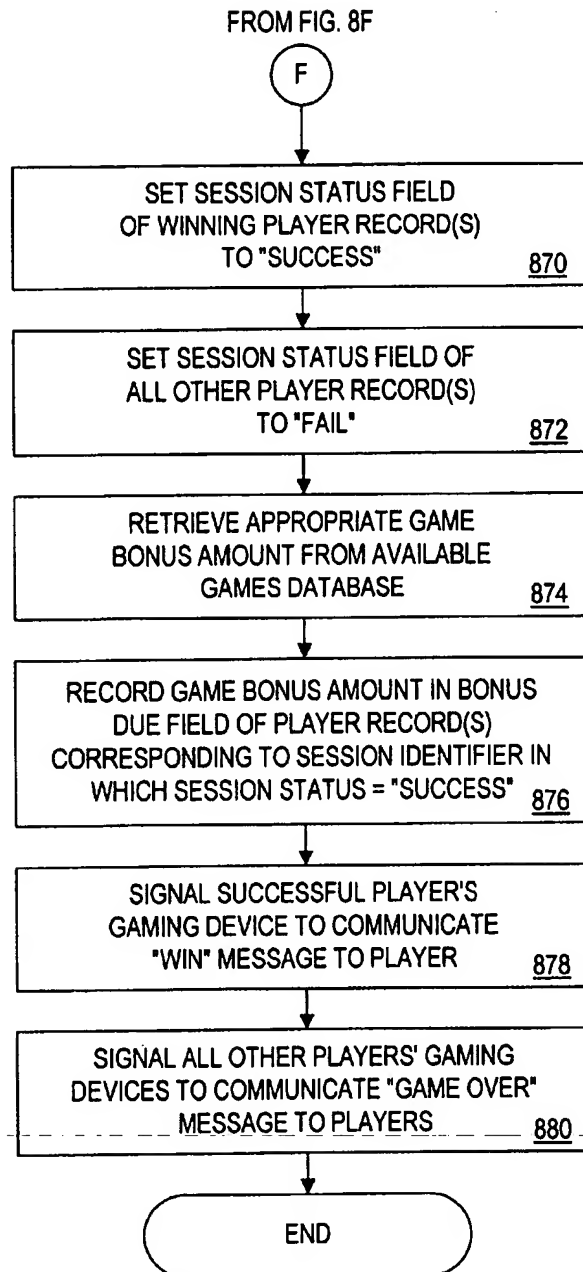 FROM FIG. 8F
F
SET SESSION STATUS FIELD
OF WINNING PLAYER RECORD(S)
TO "SUCCESS"
870
SET SESSION STATUS FIELD OF
ALL OTHER PLAYER RECORD(S)
TO "FAIL"
872
RETRIEVE APPROPRIATE GAME
BONUS AMOUNT FROM AVAILABLE
GAMES DATABASE
874
RECORD GAME BONUS AMOUNT IN BONUS
DUE FIELD OF PLAYER RECORD(S)
CORRESPONDING TO SESSION IDENTIFIER IN
WHICH SESSION STATUS = "SUCCESS"
876
SIGNAL SUCCESSFUL PLAYER'S
GAMING DEVICE TO COMMUNICATE
"WIN" MESSAGE TO PLAYER
878
SIGNAL ALL OTHER PLAYERS' GAMING
DEVICES TO COMMUNICATE "GAME OVER"
MESSAGE TO PLAYERS
880
END